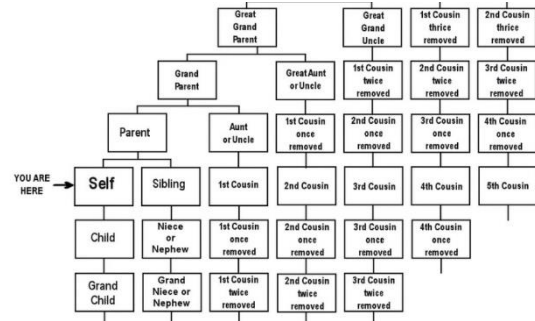 Great
Grand
Parent
Great
Grand
Uncle
1st Cousin
thrice
removed
2nd Cousin
thrice
removed
Grand
Parent
Great Aunt
or Uncle
1st Cousin
twice
removed
2nd Cousin
twice
removed
3rd Cousin
twice
removed
Parent
Aunt
or Uncle
1st Cousin
once
removed
2nd Cousin
once
removed
3rd Cousin
once
removed
4th Cousin
once
removed
YOU ARE
HERE
Self
Sibling
1st Cousin
2nd Cousin
3rd Cousin
4th Cousin
5th Cousin
Child
Niece
or
Nephew
1st Cousin
once
removed
2nd Cousin
once
removed
3rd Cousin
once
removed
4th Cousin
once
removed
Grand
Child
Grand
Niece or
Nephew
1st Cousin
twice
removed
2nd Cousin
twice
removed
3rd Cousin
twice
removed